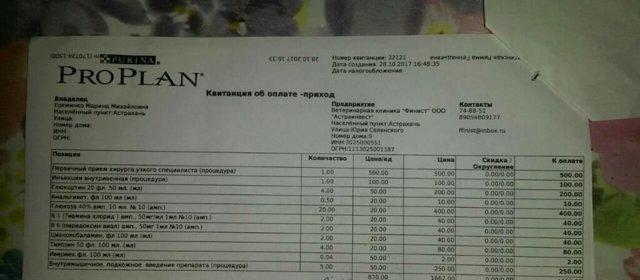 PURINA
28.10.2017 16:33
Номер квитанции: 22121
PROPLAN
Дата создания: 28.10.2017 16:48:35
Дата налогообложения:
Квитанция об оплате -приход
Владелец Предприятие Контакты
Еремичко Марина Михайловна Ветеринарная клиника "Финист" ООО 74-88-51
Населённый пункт:Астрахань "Астраинвест" 89054809177
Улица: Населённый пункт:Астрахань
Номер дома: Улица Юрия Селенского ffinist@inbox.ru
ИНН: Номер дома:9
ОГРН: ИНН:3025000551
ОГРН:1113025001187
Позиция Количество Цена/ед Цена Скидка / Округление К оплате
Первичный прием хирурга,узкого специалиста (процедура) 1.00 500.00 500.00 0.00/0.00 500.00
Инъекции внутривенная (процедура) 1.00 100.00 100.00 0.00/0.00 100.00
Глюкортин 20 фл. 50 мл. (мл) 4.00 50.00 200.00 0.00/0.00 200.00
Анальгивет, фл 100 мл (мл) 0.50 20.00 10.00 0.00/0.00 10.00
Глюкоза 40% амп. 10 мл. № 10 (амп.) 20.00 20.00 400.00 0.00/0.00 400.00
В 1 (Тиамина хлорид ) амп., 50мг/мл 1мл №10 (амп.) 2.00 20.00 40.00 0.00/0.00 40.00
В 6 (пиридоксин виал) амп., 50мг 1мл №10 (амп.) 2.00 20.00 40.00 0.00/0.00 40.00
Цианокобаламин, фл 100 мл (мл) 2.00 20.00 40.00 0.00/0.00 40.00
Тилозин 50 фл. 100 мл. (мл) 4.00 20.00 80.00 0.00/0.00 80.00
Ивермек фл. 100 мл (мл) 0.04 50.00 2.00 0.00/0.00 2.00
Внутримышечное, подкожное введение препарата (процедура) 5.00 50.00 250.00 0.00/0.00 250.00
870.00 1662.00